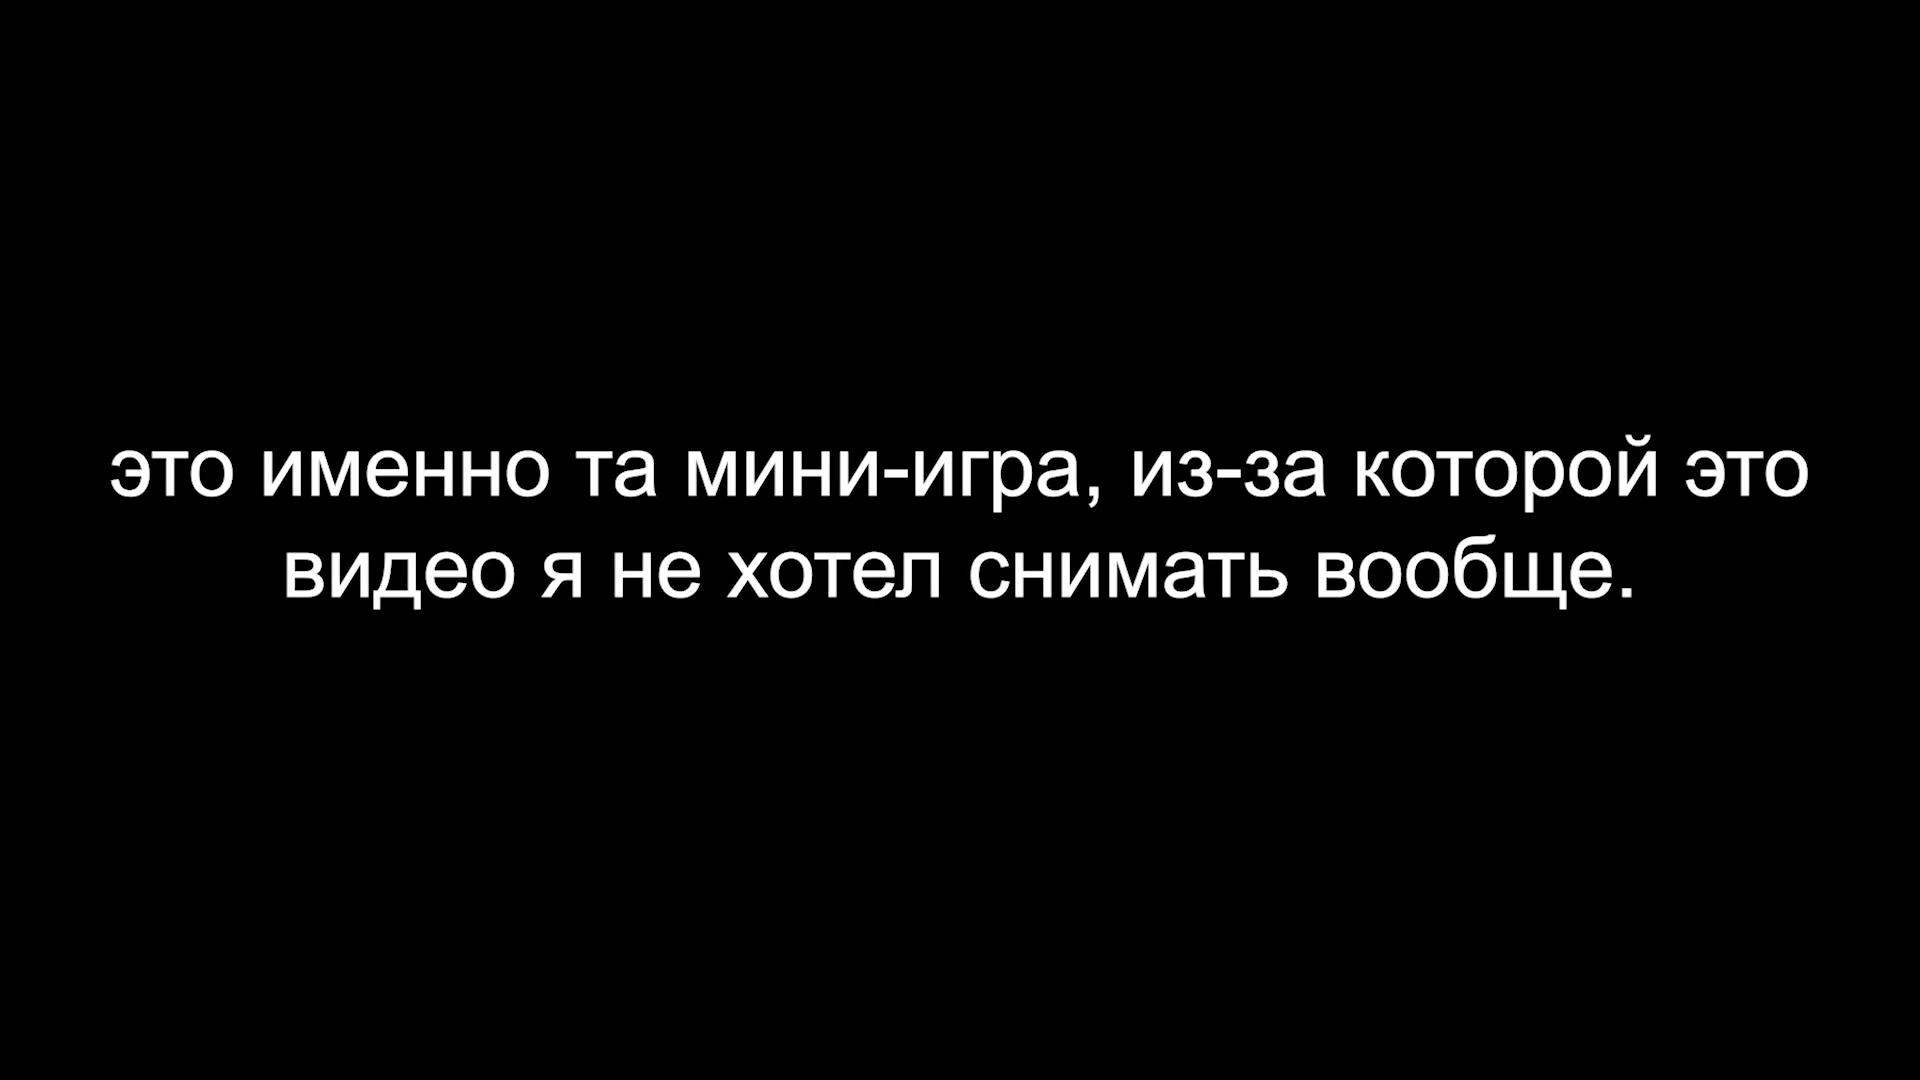 это именно та мини-игра, из-за которой это
видео я не хотел снимать вообще.